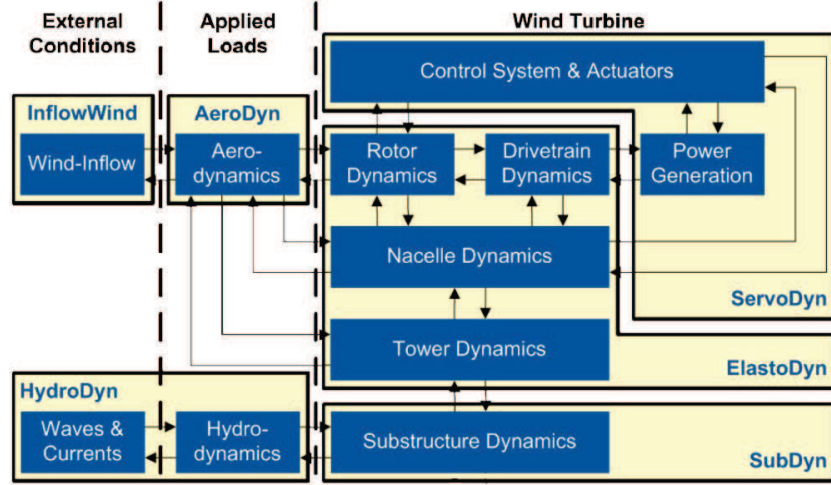 External
Conditions
Applied
Loads
Wind Turbine
Control System & Actuators
InflowWind
AeroDyn
Wind-Inflow
Aero-
dynamics
Rotor
Dynamics
Drivetrain
Dynamics
Power
Generation
Nacelle Dynamics
ServoDyn
Tower Dynamics
ElastoDyn
HydroDyn
Waves &
Currents
Hydro-
dynamics
Substructure Dynamics
SubDyn